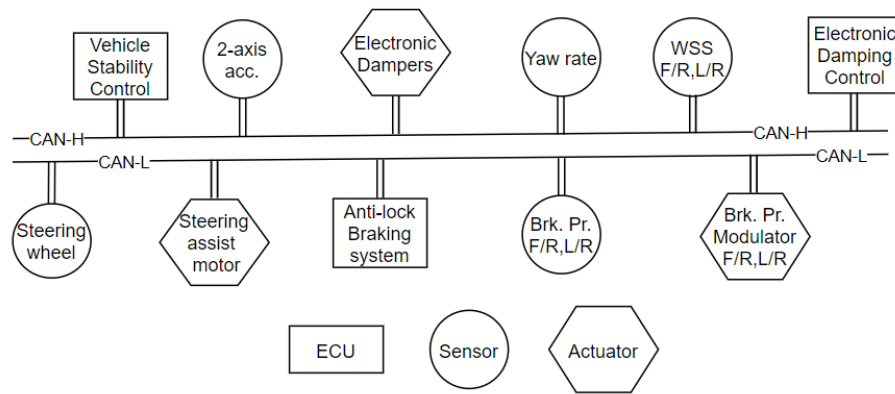 Vehicle
Stability
Control
2-axis
acc.
Electronic
Dampers
Yaw rate
WSS
F/R,L/R
Electronic
Damping
Control
CAN-H
CAN-H
CAN-L
CAN-L
Steering
wheel
Steering
assist
motor
Anti-lock
Braking
system
Brk. Pr.
F/R,L/R
Brk. Pr.
Modulator
F/R,L/R
ECU
Sensor
Actuator